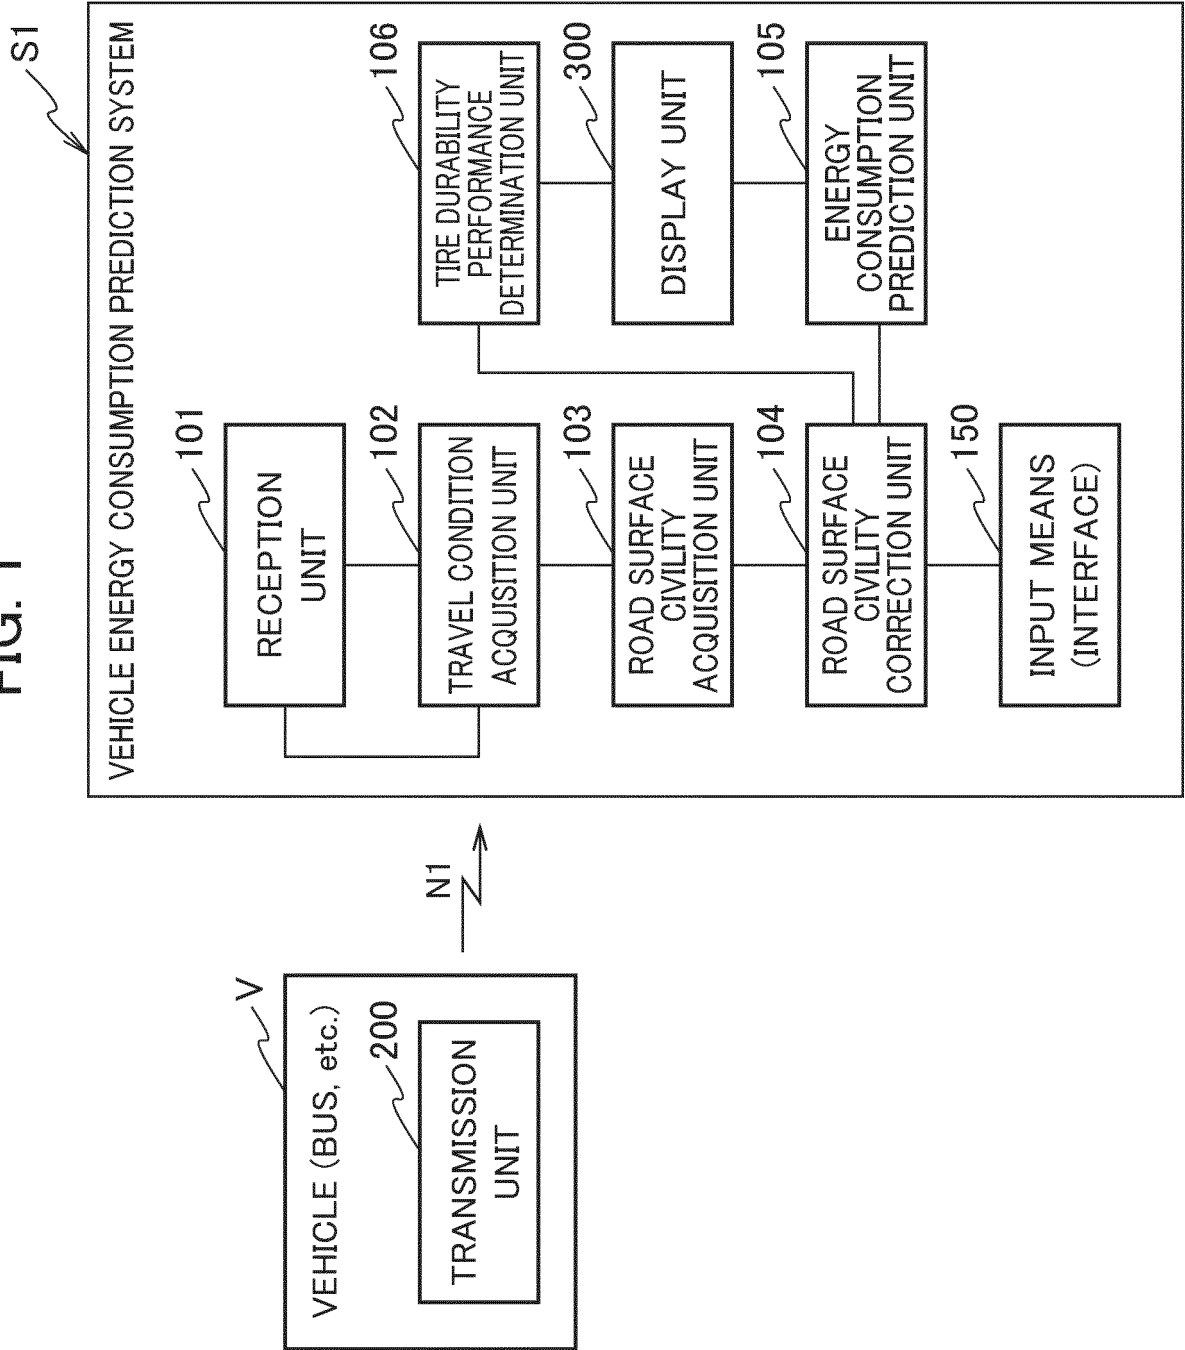 FIG. 1
S1
VEHICLE ENERGY CONSUMPTION PREDICTION SYSTEM
V
VEHICLE (BUS, etc.)
200
TRANSMISSION
UNIT
N1
101
RECEPTION
UNIT
102
TRAVEL CONDITION
ACQUISITION UNIT
103
ROAD SURFACE
CIVILITY
ACQUISITION UNIT
104
ROAD SURFACE
CIVILITY
CORRECTION UNIT
150
INPUT MEANS
(INTERFACE)
106
TIRE DURABILITY
PERFORMANCE
DETERMINATION UNIT
300
DISPLAY UNIT
105
ENERGY
CONSUMPTION
PREDICTION UNIT